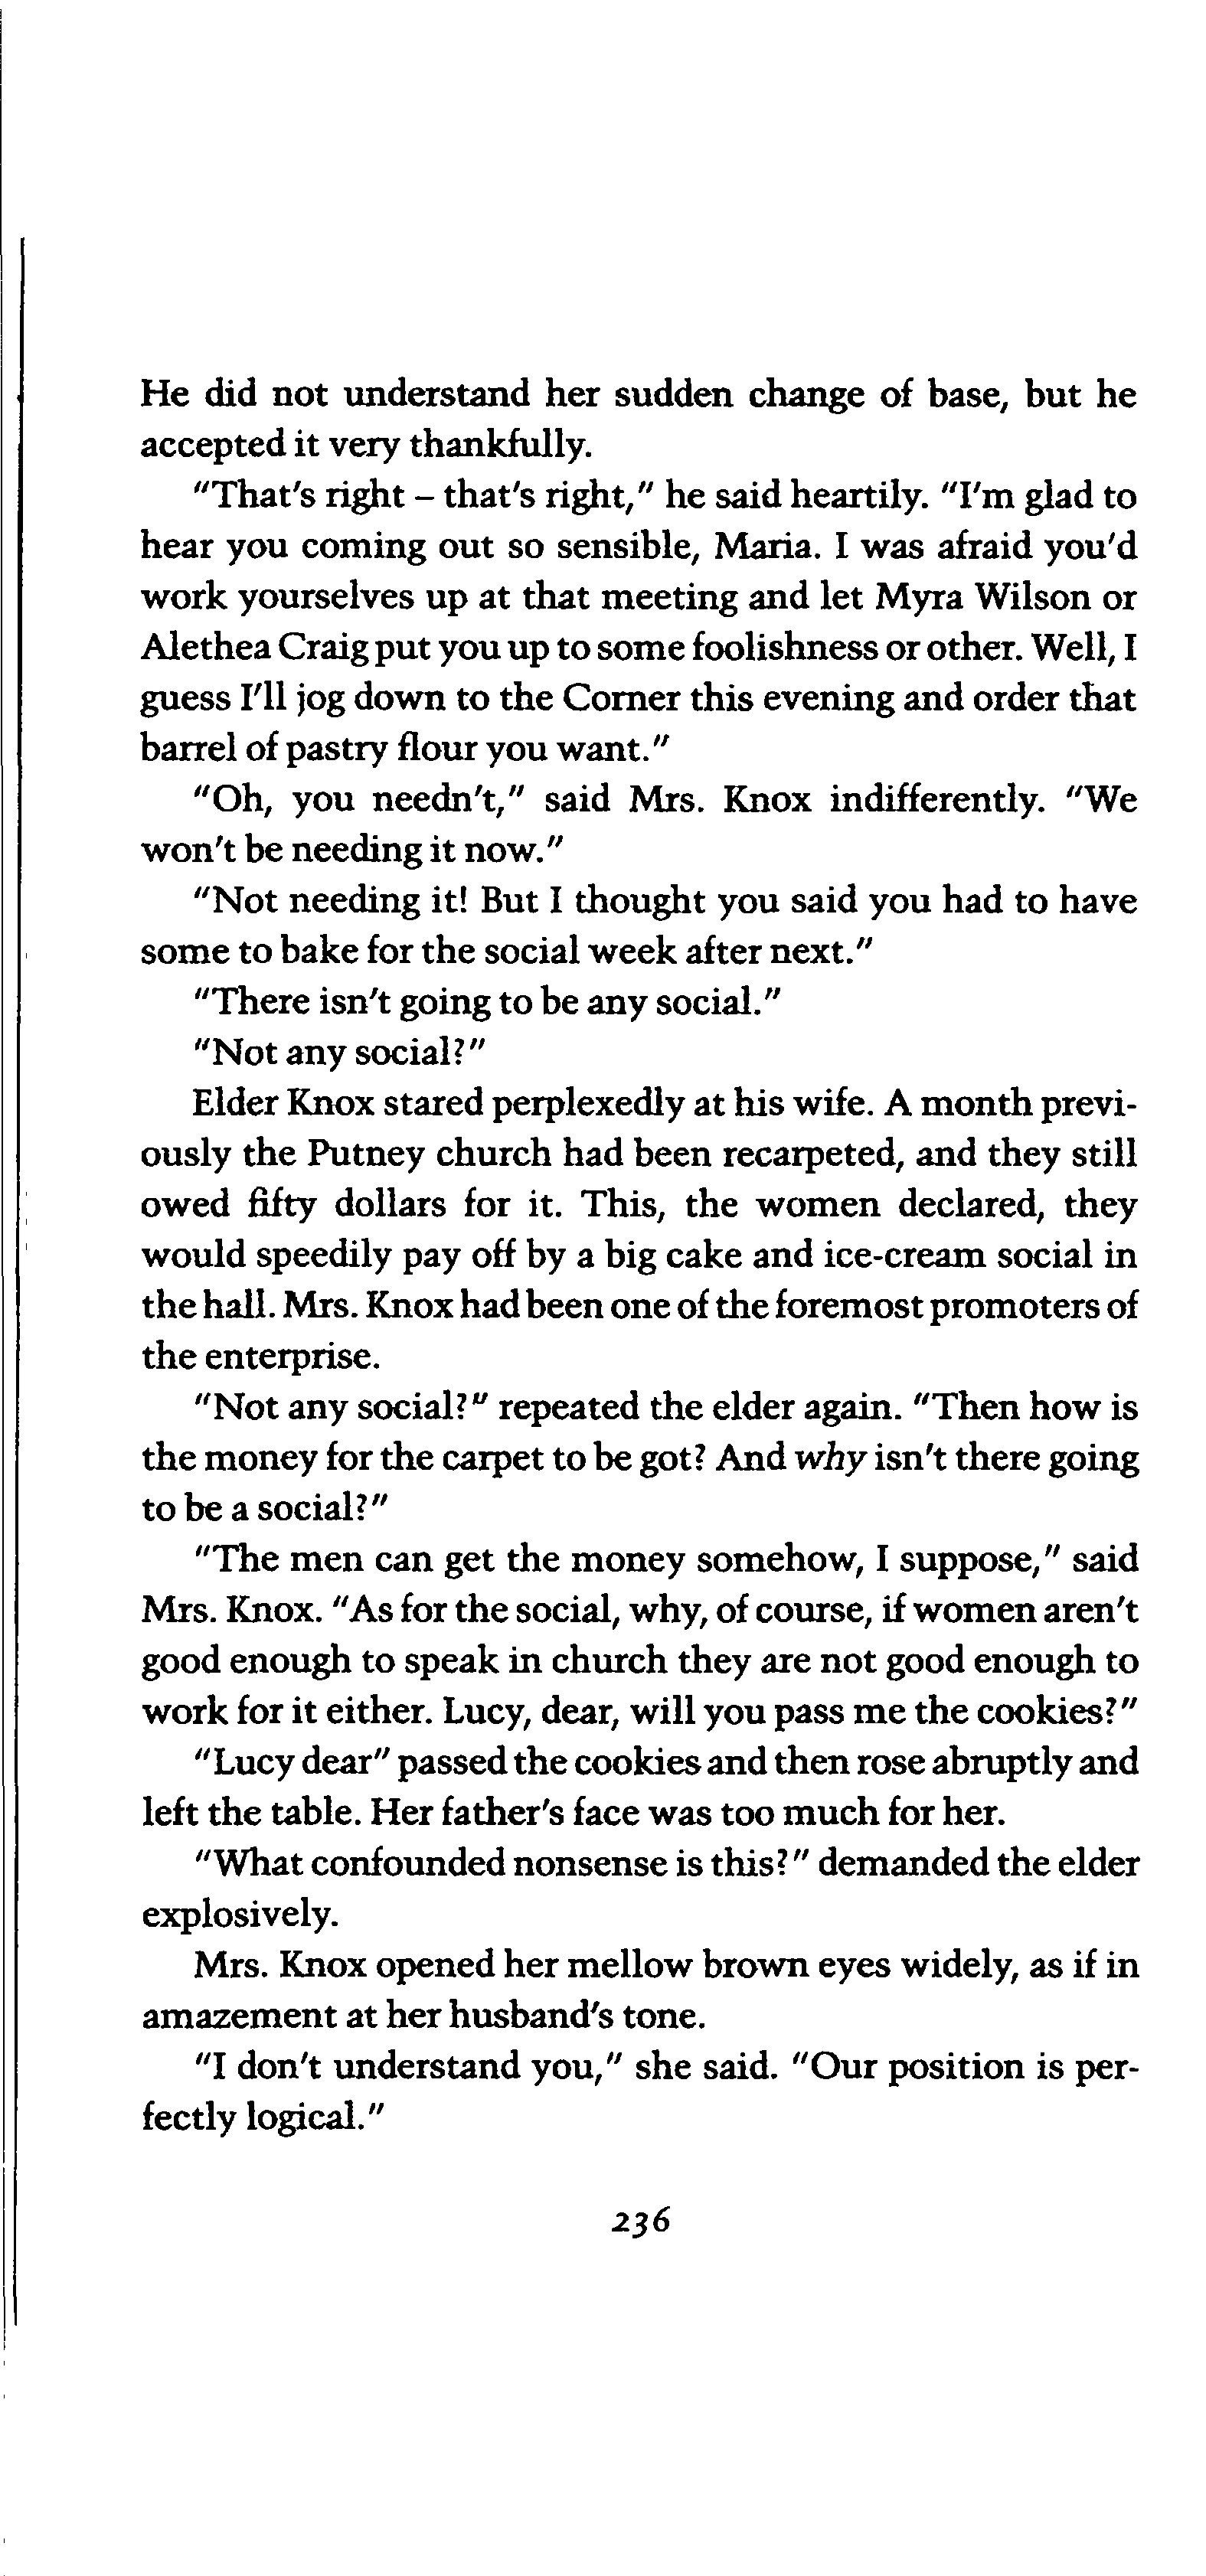 He did not understand her sudden change of base, but he
accepted it very thankfully.
"That's right – that's right," he said heartily. "I'm glad to
hear you coming out so sensible, Maria. I was afraid you'd
work yourselves up at that meeting and let Myra Wilson or
Alethea Craig put you up to some foolishness or other. Well, I
guess I'll jog down to the Corner this evening and order that
barrel of pastry flour you want."
"Oh, you needn't," said Mrs. Knox indifferently. "We
won't be needing it now."
"Not needing it! But I thought you said you had to have
some to bake for the social week after next."
"There isn't going to be any social."
"Not any social?"
Elder Knox stared perplexedly at his wife. A month previ-
ously the Putney church had been recarpeted, and they still
owed fifty dollars for it. This, the women declared, they
would speedily pay off by a big cake and ice-cream social in
the hall. Mrs. Knox had been one of the foremost promoters of
the enterprise.
"Not any social?" repeated the elder again. "Then how is
the money for the carpet to be got? And why isn't there going
to be a social?"
"The men can get the money somehow, I suppose," said
Mrs. Knox. "As for the social, why, of course, if women aren't
good enough to speak in church they are not good enough to
work for it either. Lucy, dear, will you pass me the cookies?"
"Lucy dear" passed the cookies and then rose abruptly and
left the table. Her father's face was too much for her.
"What confounded nonsense is this?" demanded the elder
explosively.
Mrs. Knox opened her mellow brown eyes widely, as if in
amazement at her husband's tone.
"I don't understand you," she said. "Our position is per-
fectly logical."
236